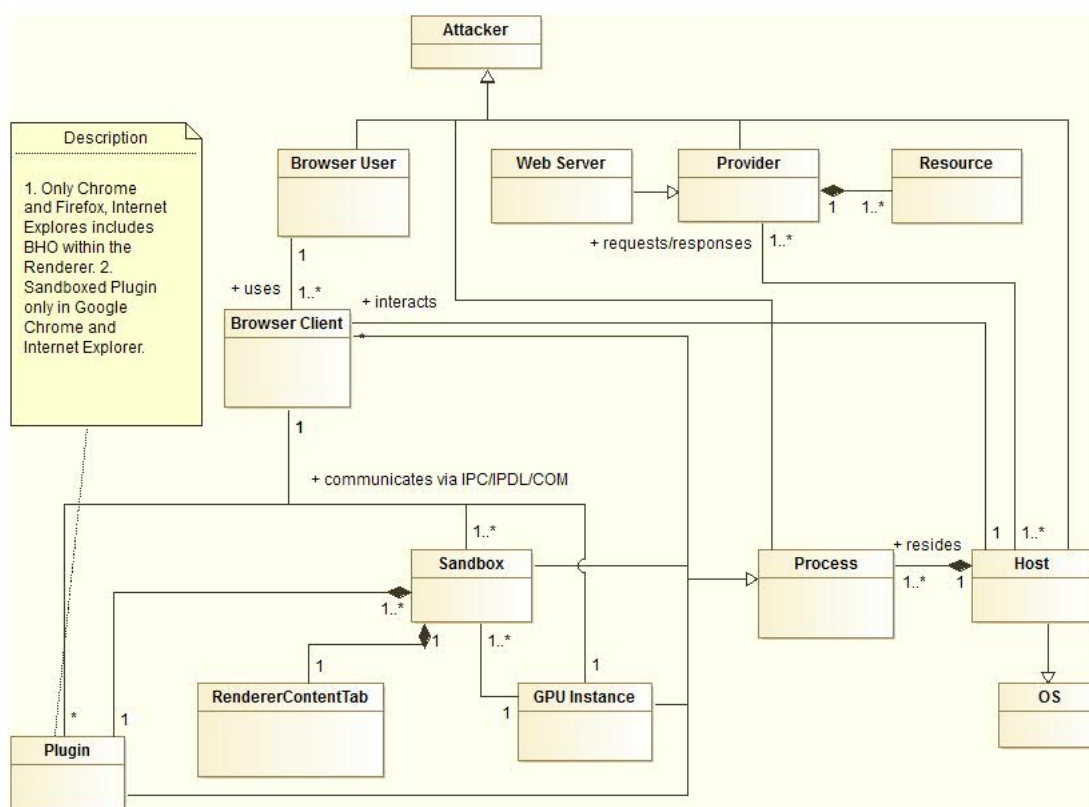 Attacker
Description
1. Only Chrome
and Firefox, Internet
Explores includes
BHO within the
Renderer. 2.
Sandboxed Plugin
only in Google
Chrome and
Internet Explorer.
Browser User
Web Server
Provider
Resource
1
1..*
1
+ requests/responses
1..*
1..*
+ uses
+ interacts
Browser Client
*
1
+ communicates via IPC/IPDL/COM
1..*
+ resides
1
1..*
Sandbox
Process
Host
1..*
1
1..*
1
1..*
1
1
RendererContentTab
GPU Instance
OS
1
*
1
Plugin